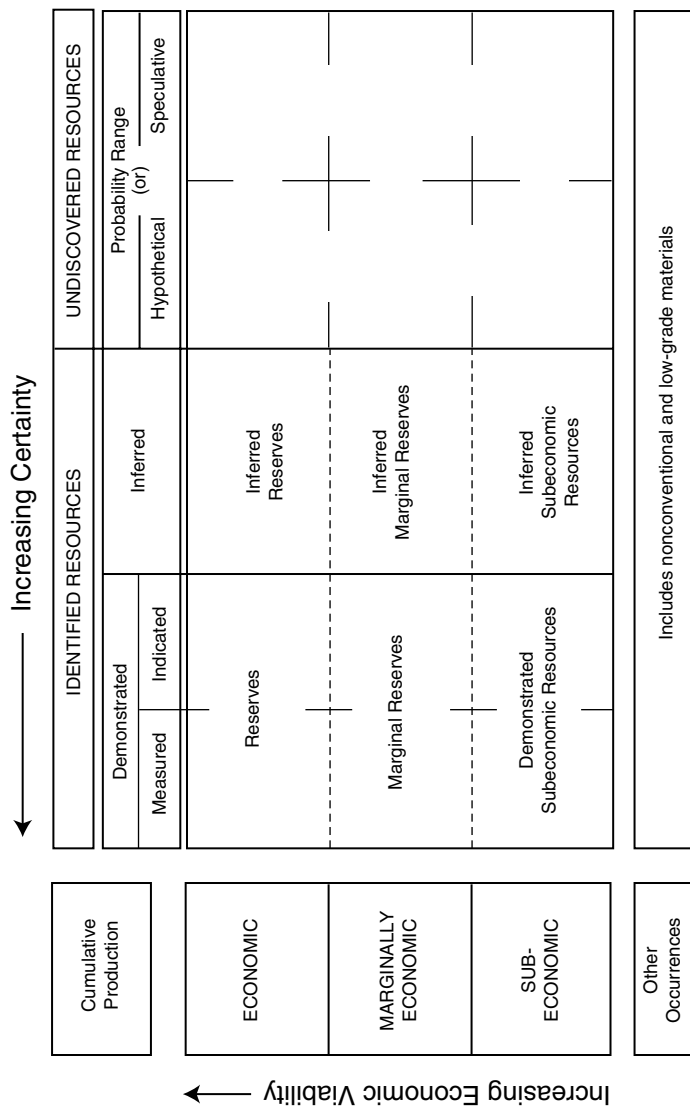 Increasing Certainty
Cumulative
Production
IDENTIFIED RESOURCES
UNDISCOVERED RESOURCES
Demonstrated
Measured
Indicated
Inferred
Probability Range
(or)
Hypothetical
Speculative
Increasing Economic Viability
ECONOMIC
Reserves
Inferred
Reserves
MARGINALLY
ECONOMIC
Marginal Reserves
Inferred
Marginal Reserves
SUB-
ECONOMIC
Demonstrated
Subeconomic Resources
Inferred
Subeconomic
Resources
Other
Occurrences
Includes nonconventional and low-grade materials